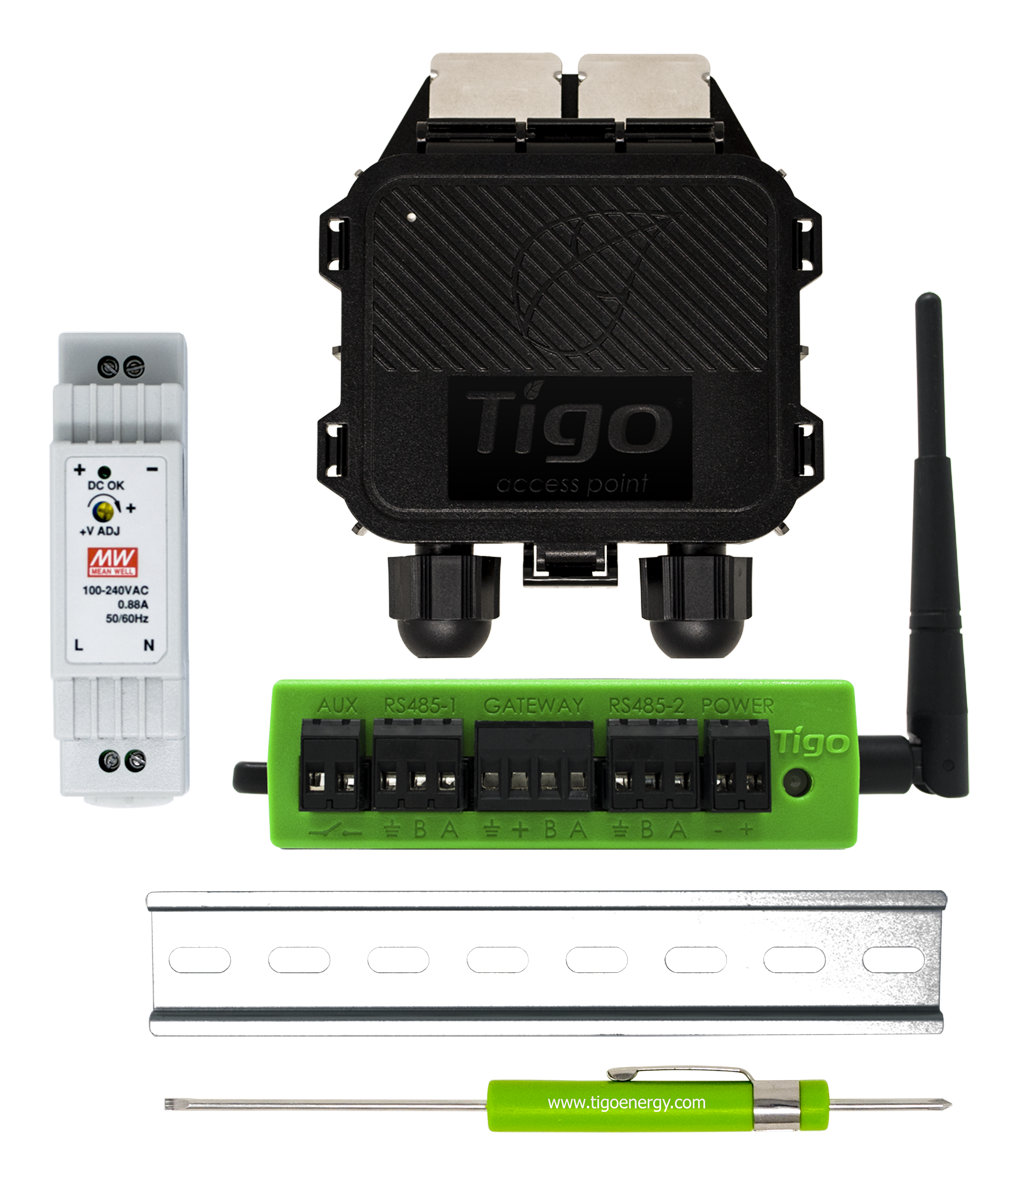 Tigo
access point
+ -
DC OK
+
+V ADJ
MW
MEAN WELL
100-240VAC
0.88A
50/60Hz
L N
AUX RS485-1 GATEWAY RS485-2 POWER
Tigo
B A + B A B A - +
www.tigoenergy.com